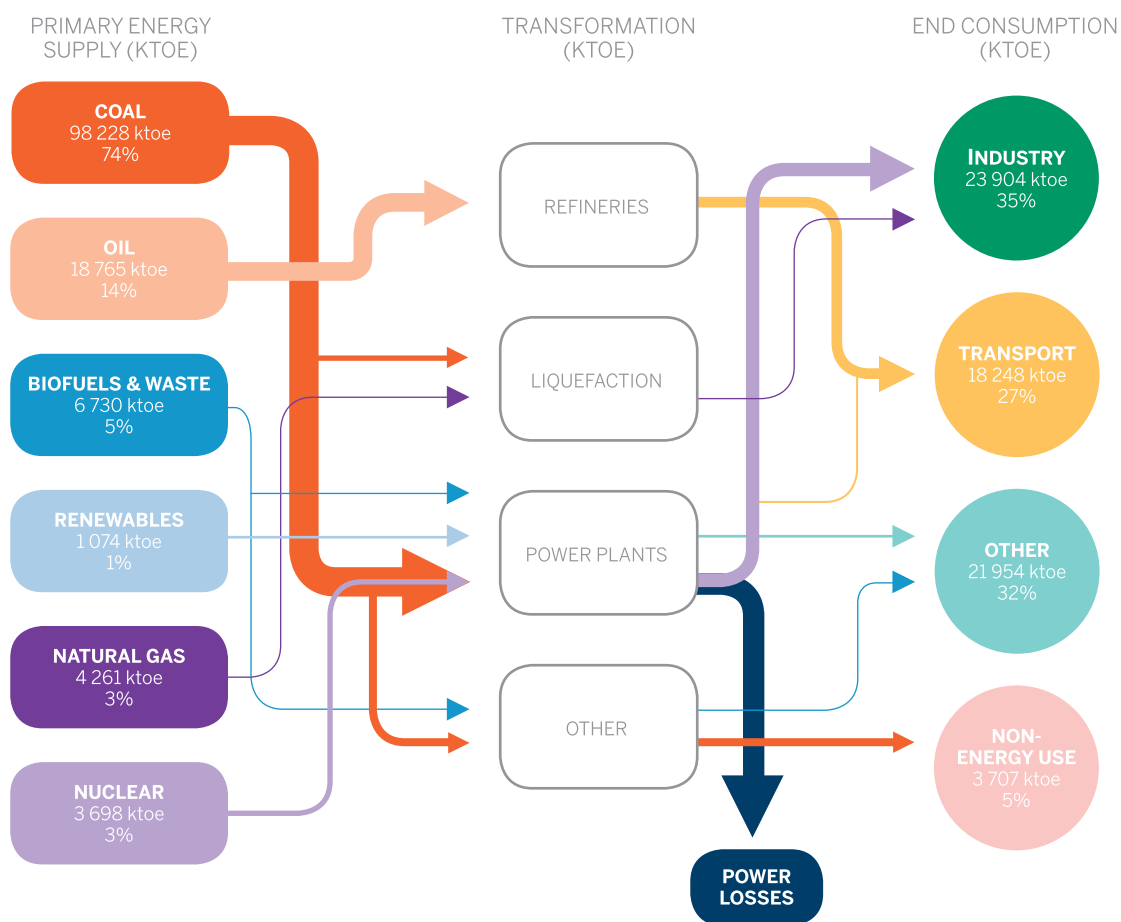 PRIMARY ENERGY
SUPPLY (KTOE)
TRANSFORMATION
(KTOE)
END CONSUMPTION
(KTOE)
COAL
98 228 ktoe
74%
OIL
18 765 ktoe
14%
BIOFUELS & WASTE
6 730 ktoe
5%
RENEWABLES
1 074 ktoe
1%
NATURAL GAS
4 261 ktoe
3%
NUCLEAR
3 698 ktoe
3%
REFINERIES
LIQUEFACTION
POWER PLANTS
OTHER
POWER
LOSSES
INDUSTRY
23 904 ktoe
35%
TRANSPORT
18 248 ktoe
27%
OTHER
21 954 ktoe
32%
NON-
ENERGY USE
3 707 ktoe
5%